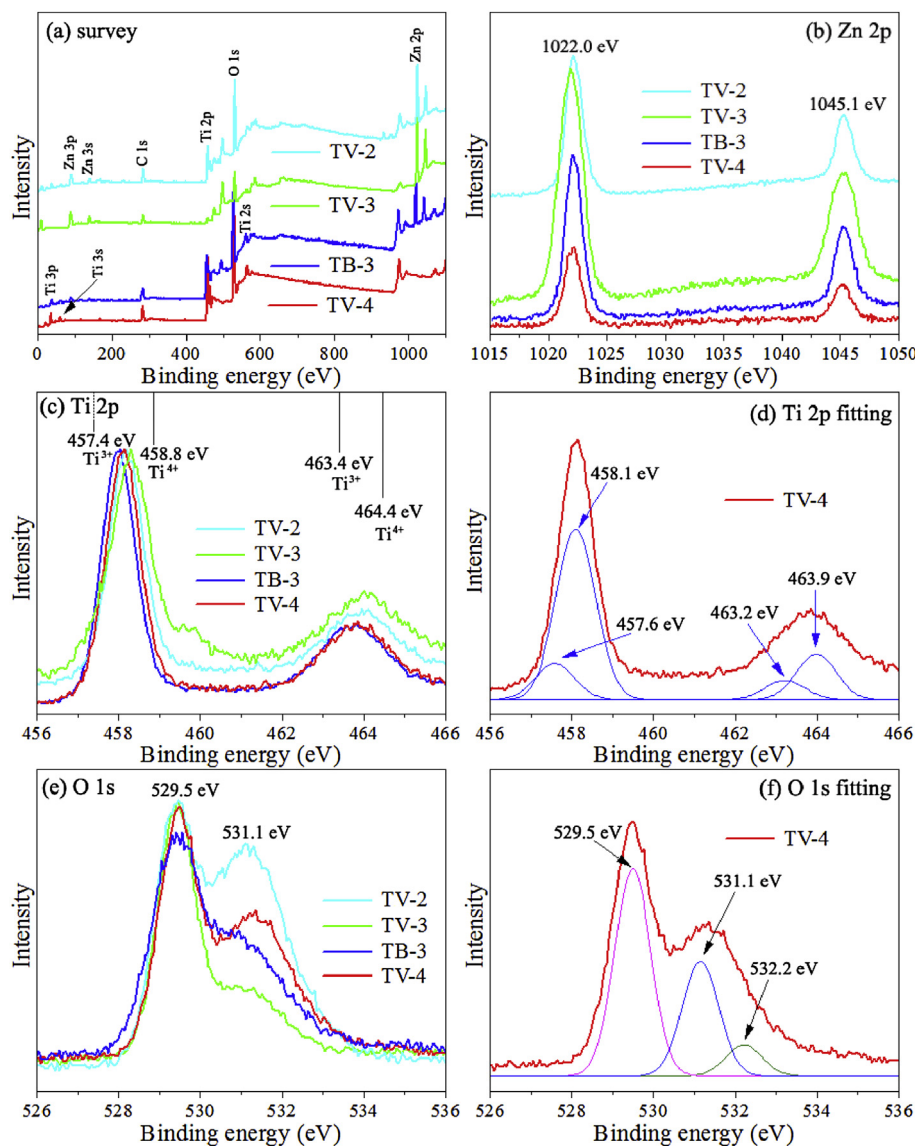 (a) survey
Zn 3p
Zn 3s
C 1s
Ti 2p
O 1s
Zn 2p
TV-2
TV-3
Ti 2s
TB-3
Ti 3p
Ti 3s
TV-4
Intensity
0 200 400 600 800 1000
Binding energy (eV)
(b) Zn 2p
1022.0 eV
TV-2
TV-3
TB-3
TV-4
1045.1 eV
Intensity
1015 1020 1025 1030 1035 1040 1045 1050
Binding energy (eV)
(c) Ti 2p
457.4 eV
Ti3+
458.8 eV
Ti4+
463.4 eV
Ti3+
464.4 eV
Ti4+
TV-2
TV-3
TB-3
TV-4
Intensity
456 458 460 462 464 466
Binding energy (eV)
(d) Ti 2p fitting
458.1 eV
TV-4
457.6 eV
463.2 eV
463.9 eV
Intensity
456 458 460 462 464 466
Binding energy (eV)
(e) O 1s
529.5 eV
531.1 eV
TV-2
TV-3
TB-3
TV-4
Intensity
526 528 530 532 534 536
Binding energy (eV)
(f) O 1s fitting
TV-4
529.5 eV
531.1 eV
532.2 eV
Intensity
526 528 530 532 534 536
Binding energy (eV)